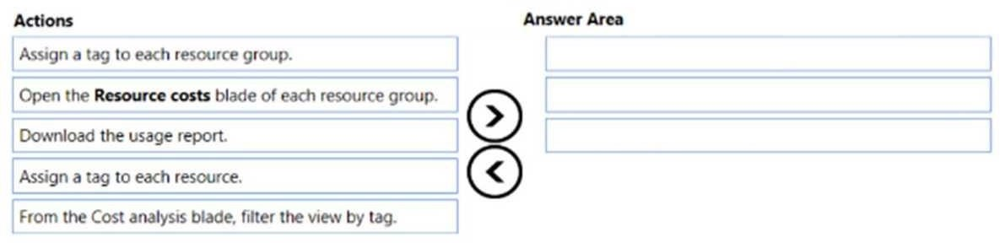 Actions
Answer Area
Assign a tag to each resource group.
Open the Resource costs blade of each resource group.
Download the usage report.
Assign a tag to each resource.
From the Cost analysis blade, filter the view by tag.